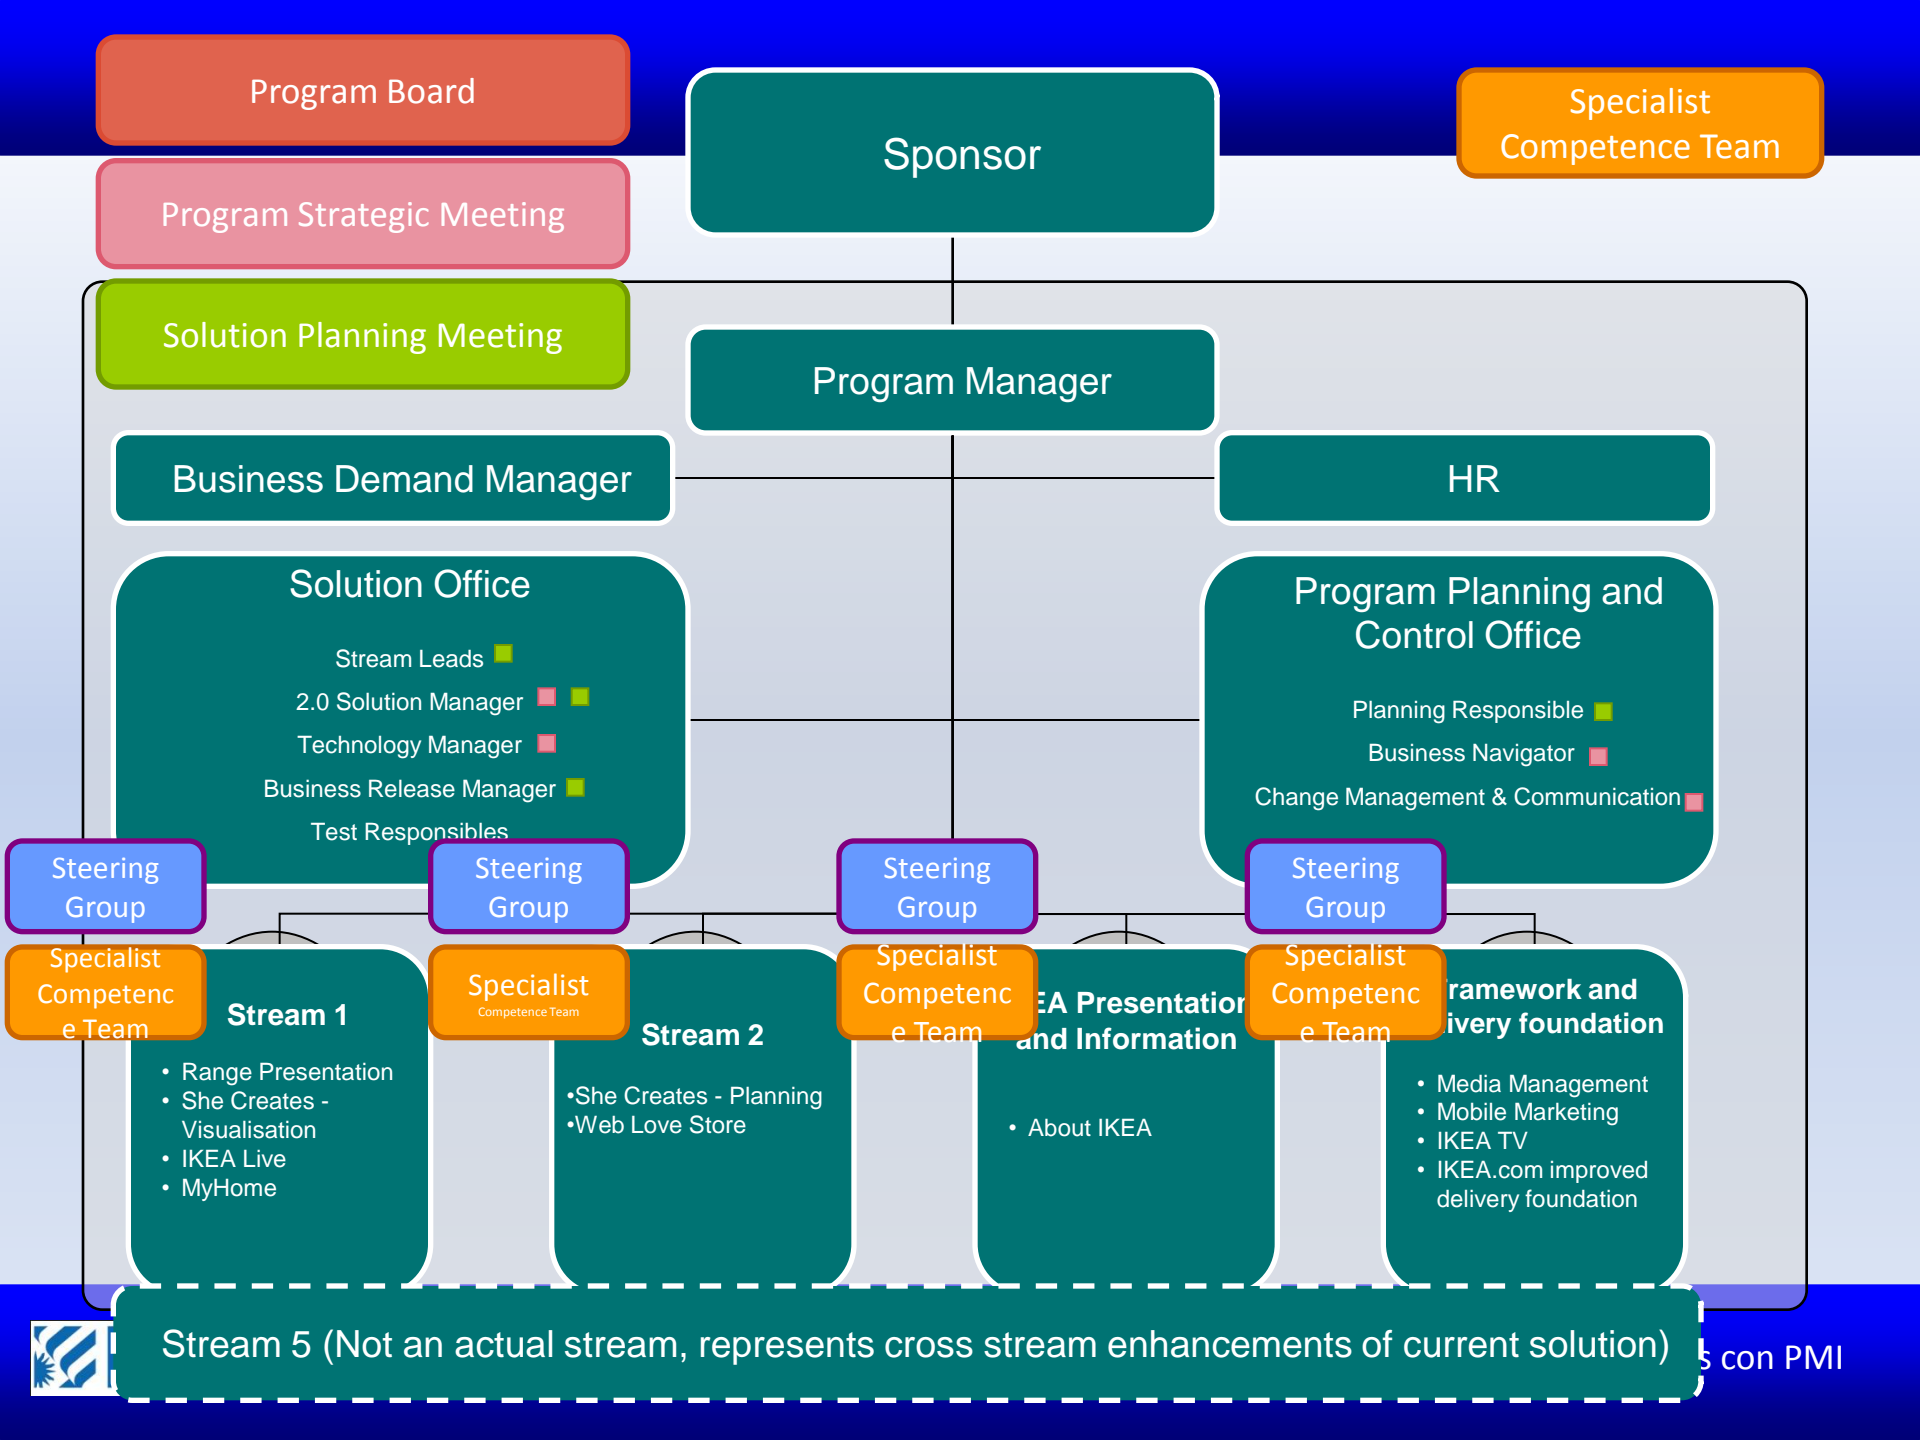 Program Board
Program Strategic Meeting
Solution Planning Meeting
Sponsor
Specialist
Competence Team
Program Manager
Business Demand Manager
HR
Solution Office
Stream Leads
2.0 Solution Manager
Technology Manager
Business Release Manager
Test Responsibles
Program Planning and
Control Office
Planning Responsible
Business Navigator
Change Management & Communication
Steering
Group
Steering
Group
Steering
Group
Steering
Group
Specialist
Competenc
e Team
Stream 1
• Range Presentation
• She Creates -
Visualisation
• IKEA Live
• MyHome
Specialist
Competence Team
Stream 2
•She Creates - Planning
•Web Love Store
Specialist
Competenc
e Team
EA Presentation
and Information
• About IKEA
Specialist
Competenc
e Team
ramework and
ivery foundation
• Media Management
• Mobile Marketing
• IKEA TV
• IKEA.com improved
delivery foundation
Stream 5 (Not an actual stream, represents cross stream enhancements of current solution)
s con PMI